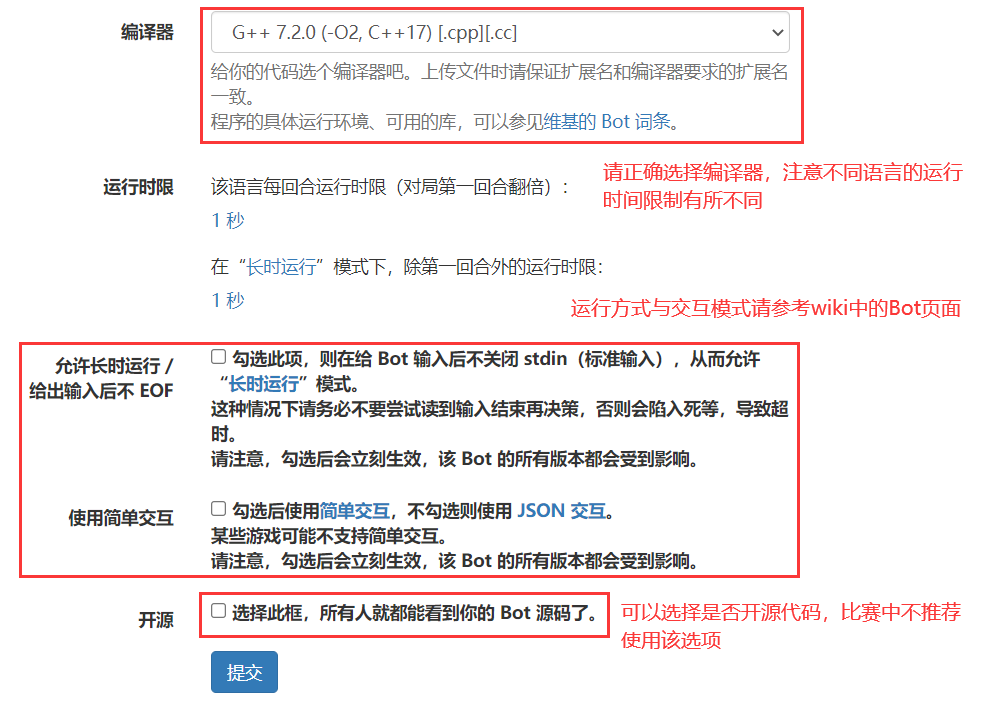 编译器
G++ 7.2.0 (-O2, C++17) [.cpp][.cc]
给你的代码选个编译器吧。上传文件时请保证扩展名和编译器要求的扩展名
一致。
程序的具体运行环境、可用的库，可以参见维基的 Bot 词条。
运行时限
该语言每回合运行时限（对局第一回合翻倍）：
1 秒
请正确选择编译器，注意不同语言的运行
时间限制有所不同
在“长时运行”模式下，除第一回合外的运行时限：
1 秒
运行方式与交互模式请参考wiki中的Bot页面
允许长时运行 /
给出输入后不 EOF
勾选此项，则在给 Bot 输入后不关闭 stdin（标准输入），从而允许
“长时运行”模式。
这种情况下请务必不要尝试读到输入结束再决策，否则会陷入死等，导致超
时。
请注意，勾选后会立刻生效，该 Bot 的所有版本都会受到影响。
使用简单交互
勾选后使用简单交互，不勾选则使用 JSON 交互。
某些游戏可能不支持简单交互。
请注意，勾选后会立刻生效，该 Bot 的所有版本都会受到影响。
开源
选择此框，所有人就都能看到你的 Bot 源码了。
可以选择是否开源代码，比赛中不推荐
使用该选项
提交